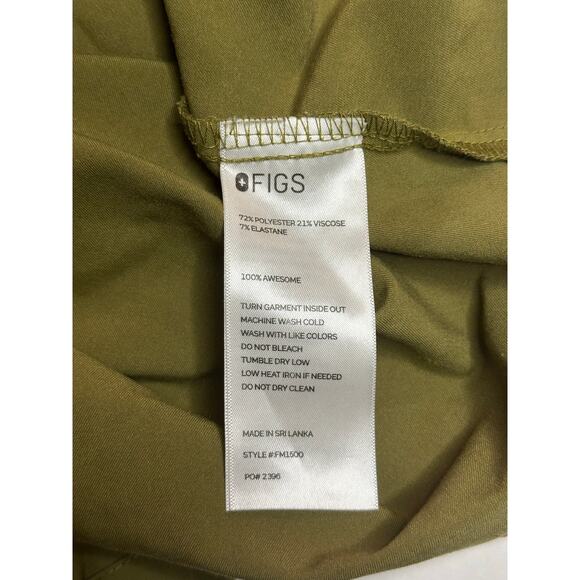 FIGS
72% POLYESTER 21% VISCOSE
7% ELASTANE
100% AWESOME
TURN GARMENT INSIDE OUT
MACHINE WASH COLD
WASH WITH LIKE COLORS
DO NOT BLEACH
TUMBLE DRY LOW
LOW HEAT IRON IF NEEDED
DO NOT DRY CLEAN
MADE IN SRI LANKA
STYLE #:FM1500
PO# 2396